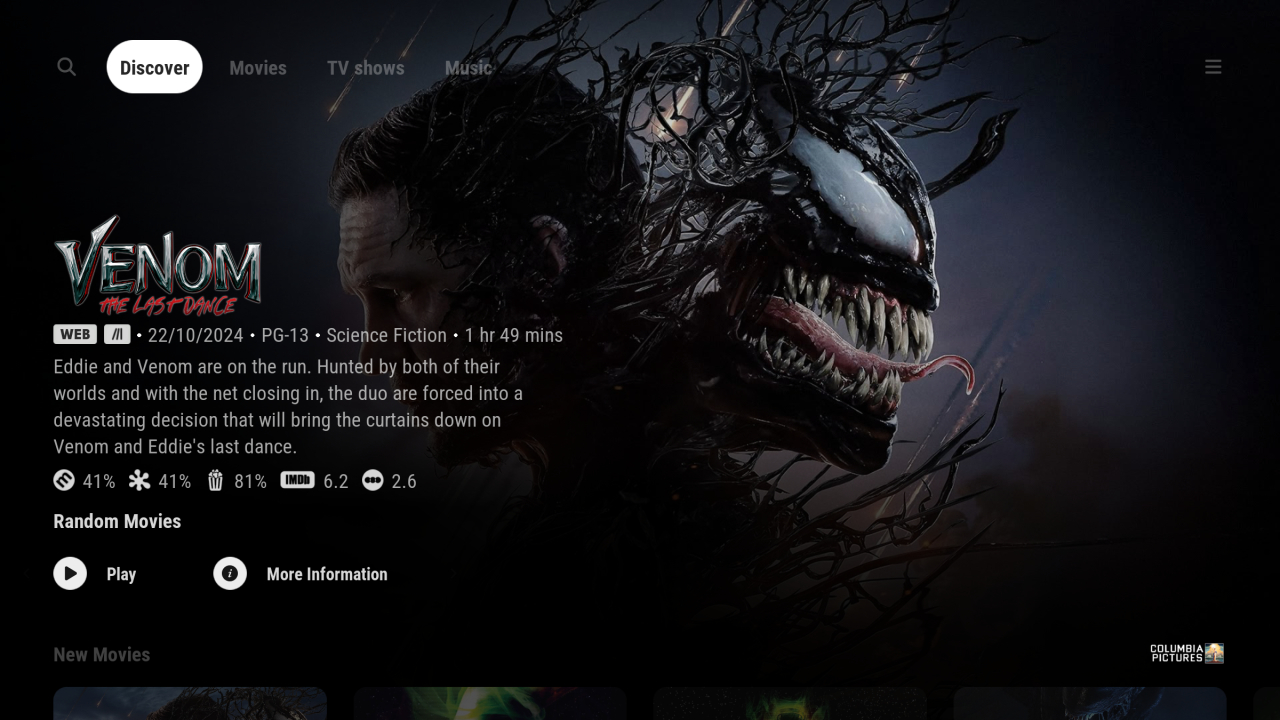 Discover
Movies
TV shows
Music
VENOM
THE LAST DANCE
WEB /// • 22/10/2024 • PG-13 • Science Fiction • 1 hr 49 mins
Eddie and Venom are on the run. Hunted by both of their
worlds and with the net closing in, the duo are forced into a
devastating decision that will bring the curtains down on
Venom and Eddie's last dance.
41% 41% 81% IMDb 6.2 2.6
Random Movies
Play
More Information
New Movies
COLUMBIA
PICTURES